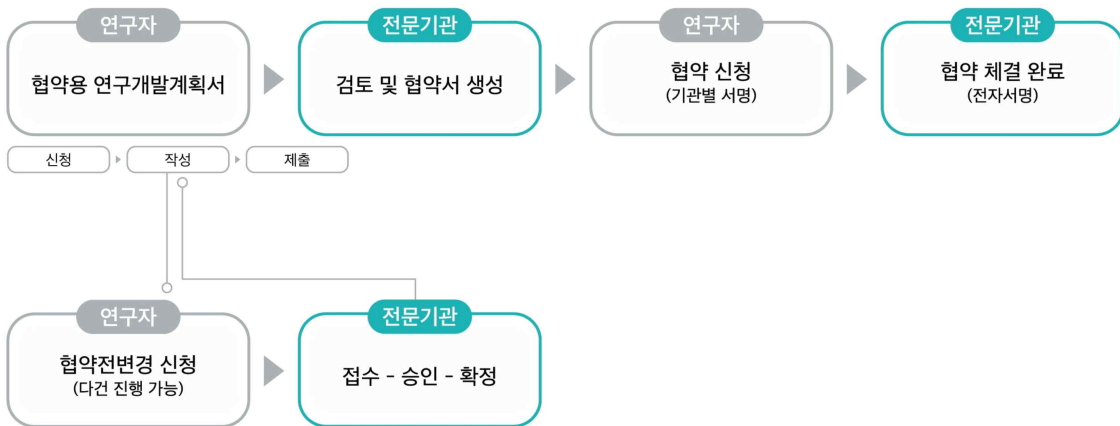 연구자
협약용 연구개발계획서
전문기관
검토 및 협약서 생성
연구자
협약 신청
(기관별 서명)
전문기관
협약 체결 완료
(전자서명)
신청
작성
제출
연구자
협약전변경 신청
(다건 진행 가능)
전문기관
접수 - 승인 - 확정